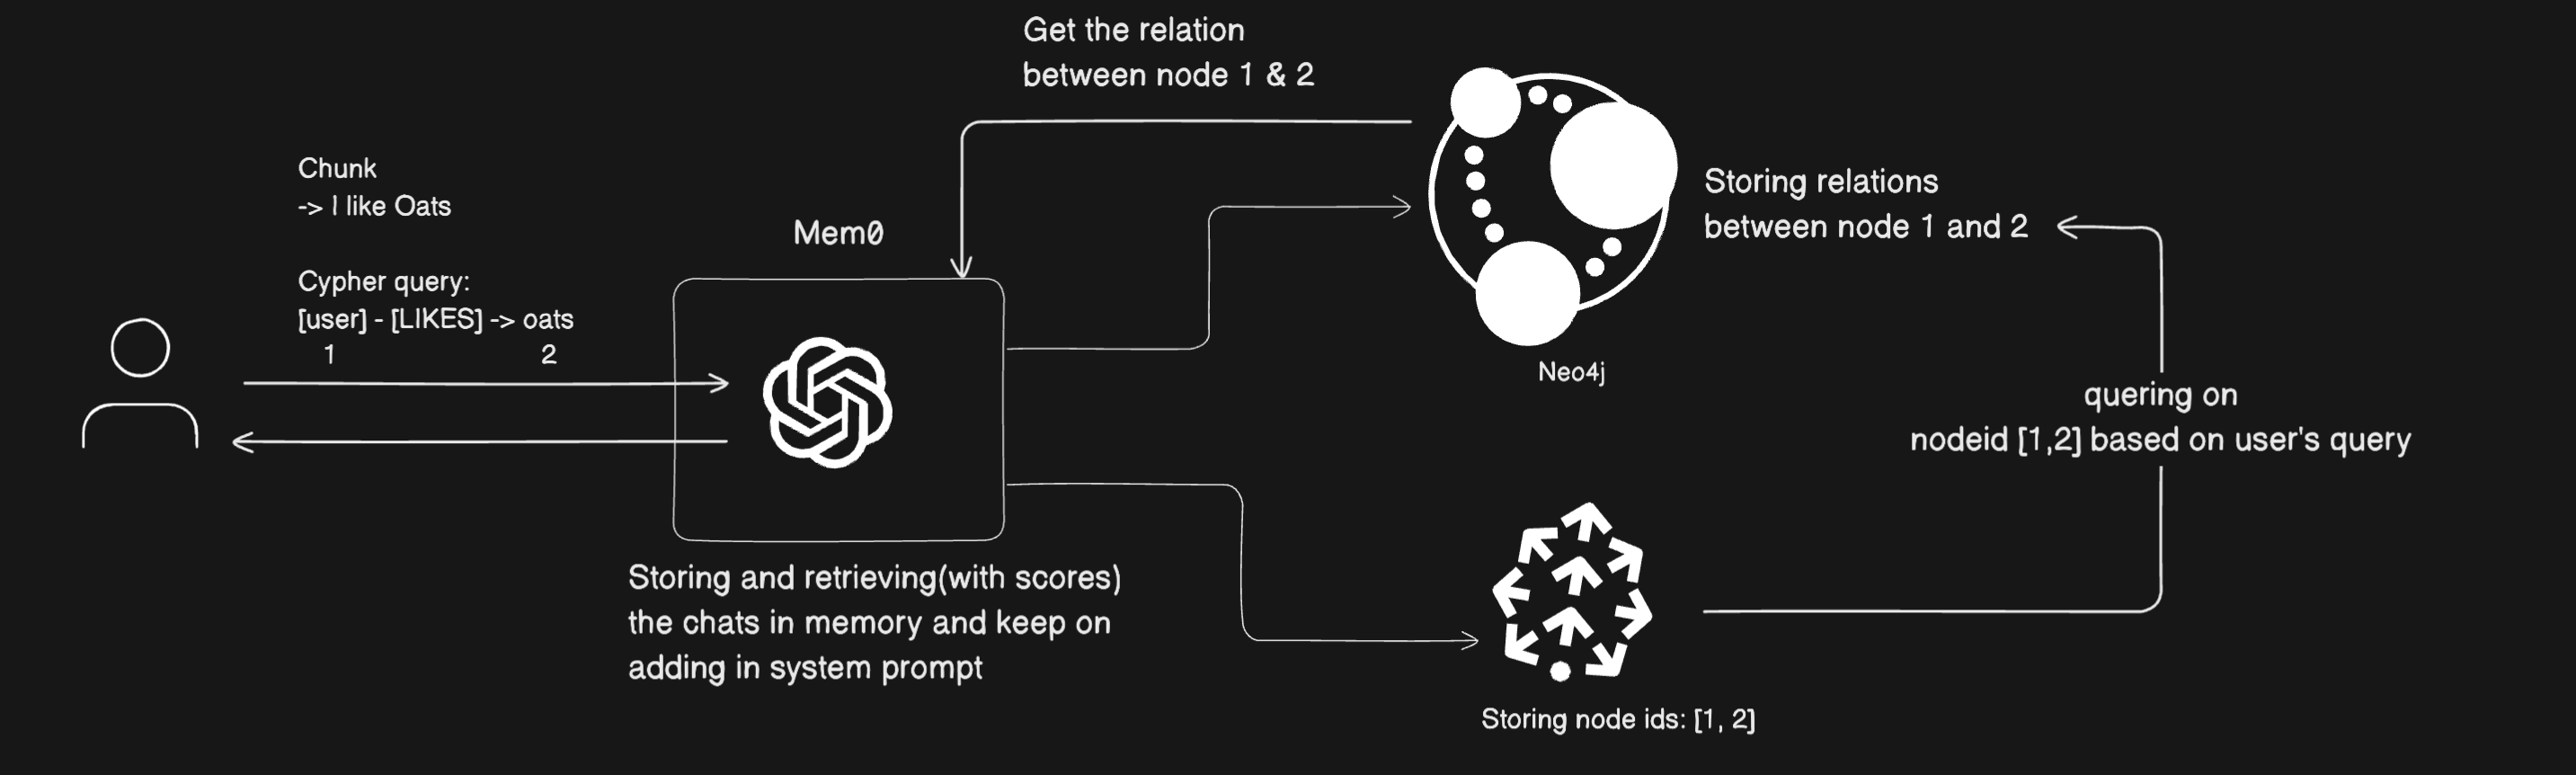 Get the relation
between node 1 & 2
Chunk
-> I like Oats
Cypher query:
[user] - [LIKES] -> oats
1 2
Mem0
Storing and retrieving(with scores)
the chats in memory and keep on
adding in system prompt
Neo4j
Storing relations
between node 1 and 2
quering on
nodeid [1,2] based on user's query
Storing node ids: [1, 2]